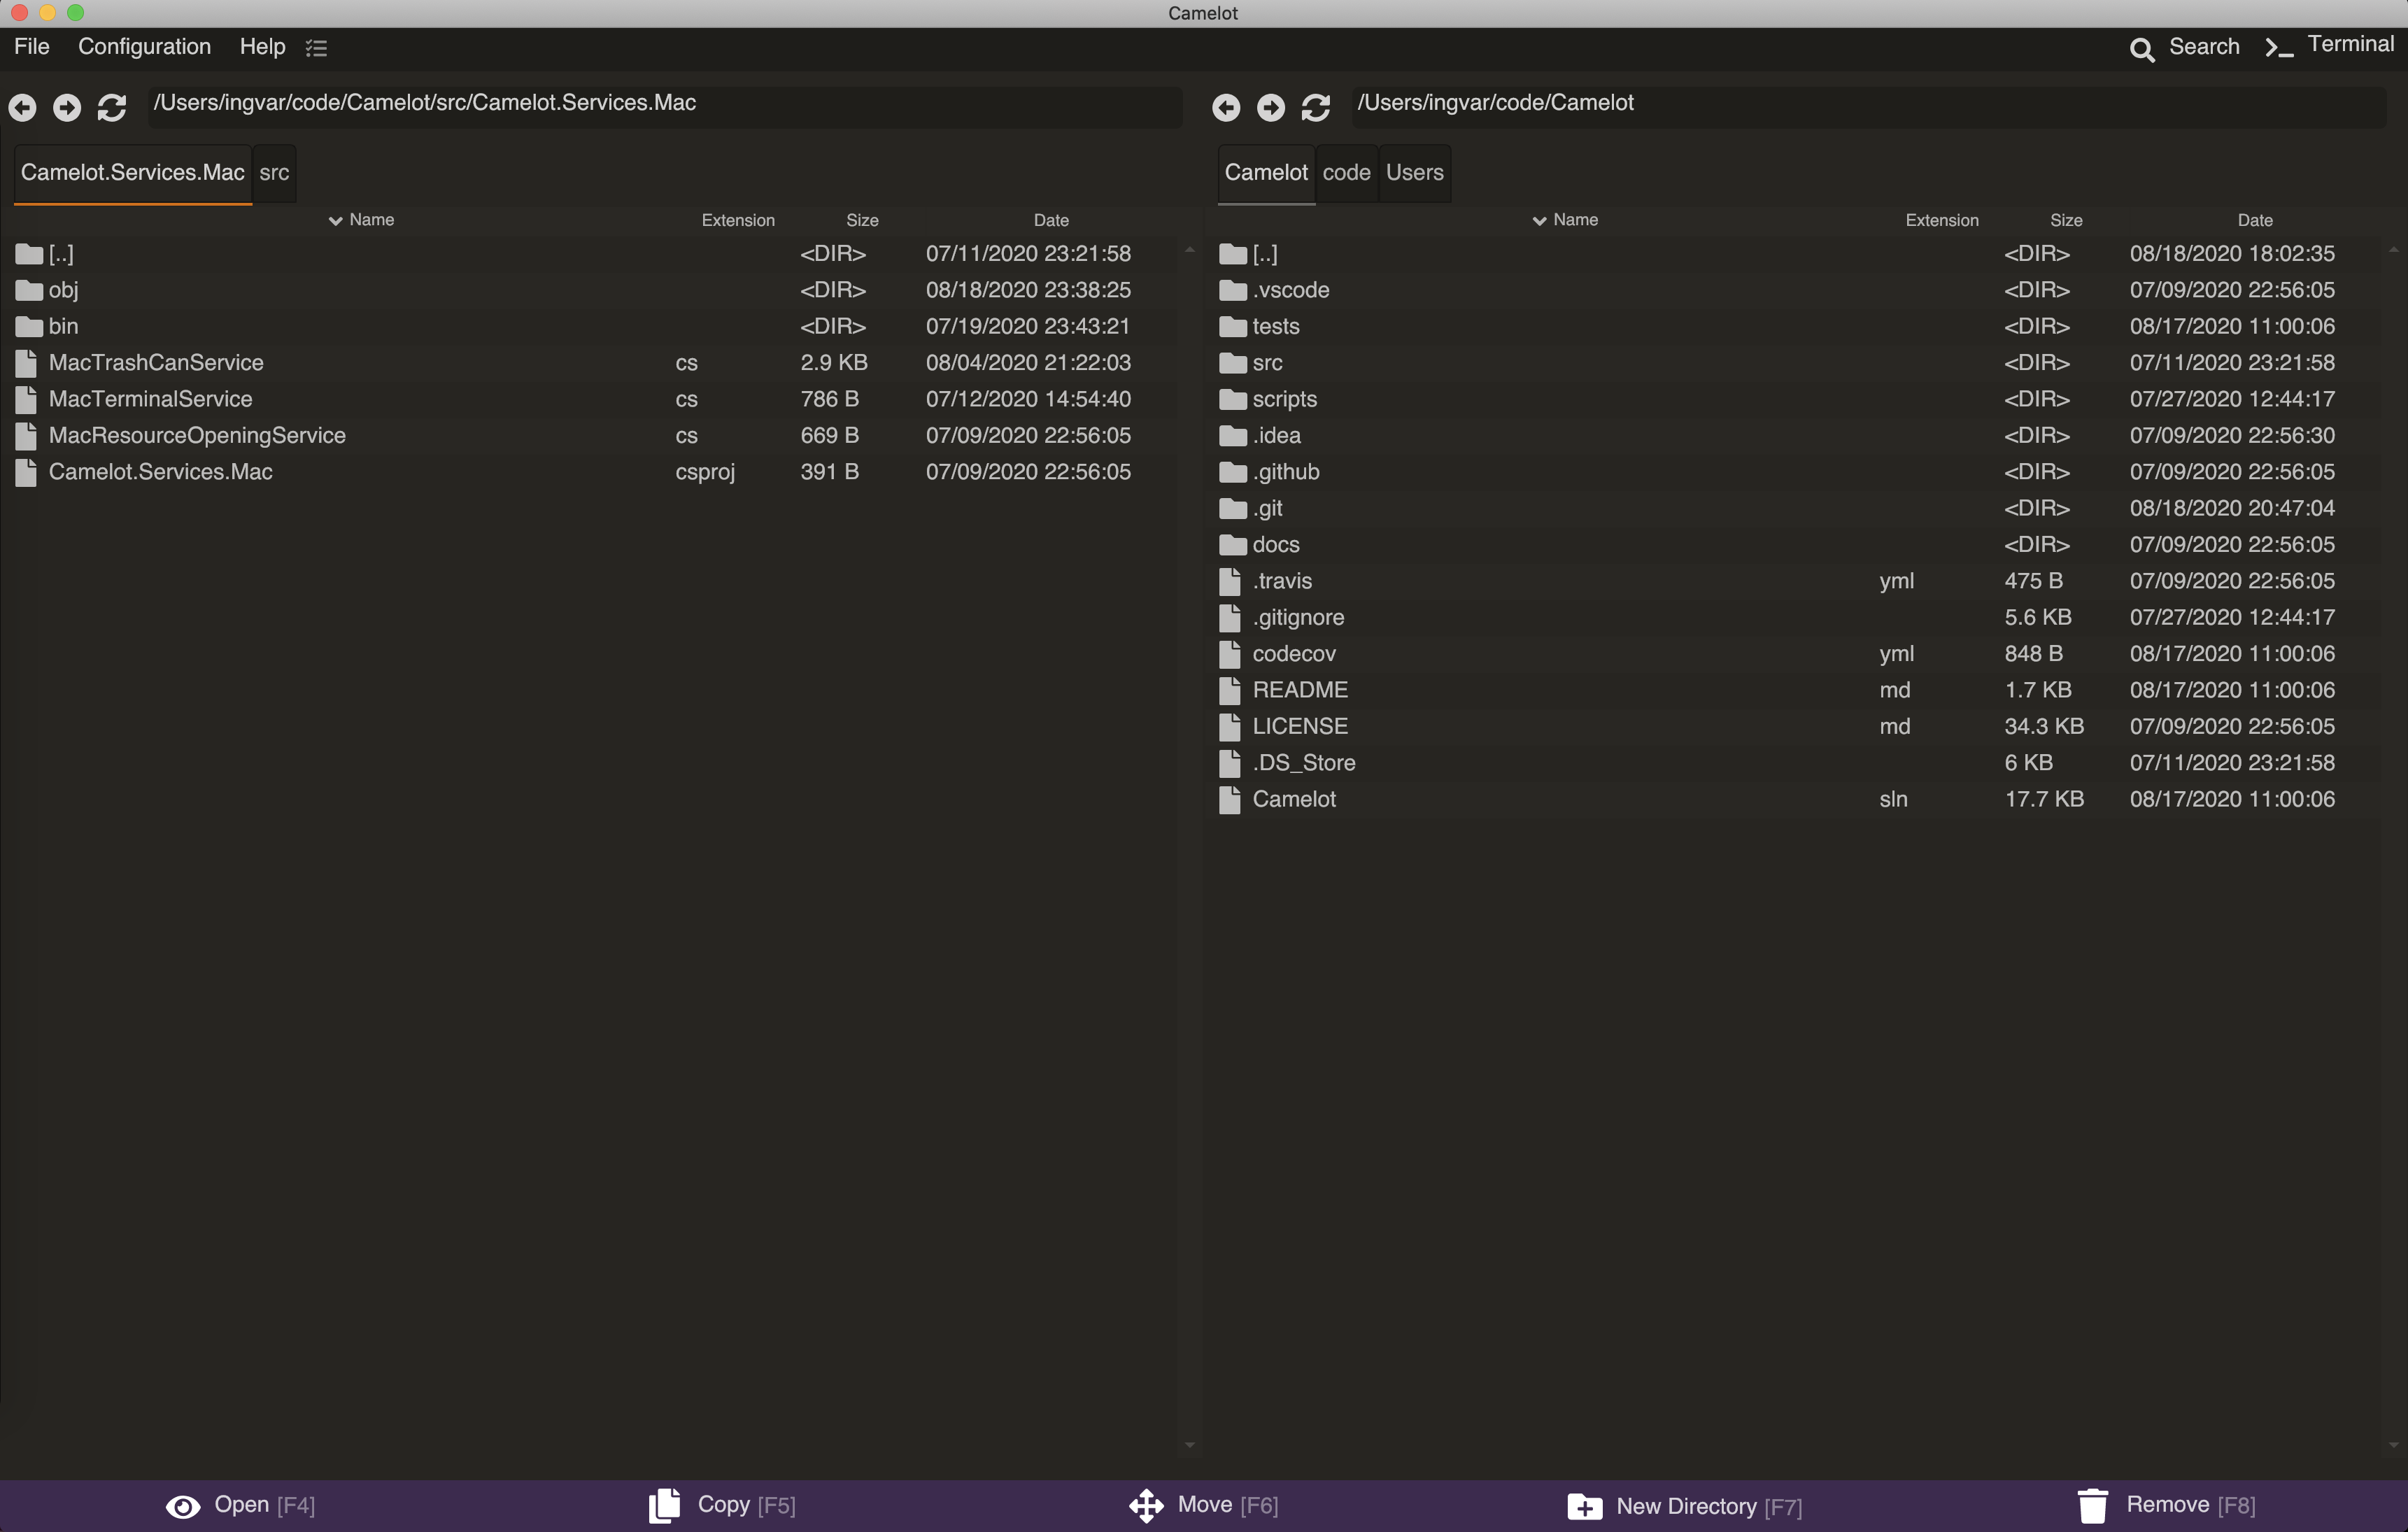 Camelot
File Configuration Help Search Terminal
/Users/ingvar/code/Camelot/src/Camelot.Services.Mac
Camelot.Services.Mac src
Name Extension Size Date
[..] <DIR> 07/11/2020 23:21:58
obj <DIR> 08/18/2020 23:38:25
bin <DIR> 07/19/2020 23:43:21
MacTrashCanService cs 2.9 KB 08/04/2020 21:22:03
MacTerminalService cs 786 B 07/12/2020 14:54:40
MacResourceOpeningService cs 669 B 07/09/2020 22:56:05
Camelot.Services.Mac csproj 391 B 07/09/2020 22:56:05
/Users/ingvar/code/Camelot
Camelot code Users
Name Extension Size Date
[..] <DIR> 08/18/2020 18:02:35
.vscode <DIR> 07/09/2020 22:56:05
tests <DIR> 08/17/2020 11:00:06
src <DIR> 07/11/2020 23:21:58
scripts <DIR> 07/27/2020 12:44:17
.idea <DIR> 07/09/2020 22:56:30
.github <DIR> 07/09/2020 22:56:05
.git <DIR> 08/18/2020 20:47:04
docs <DIR> 07/09/2020 22:56:05
.travis yml 475 B 07/09/2020 22:56:05
.gitignore 5.6 KB 07/27/2020 12:44:17
codecov yml 848 B 08/17/2020 11:00:06
README md 1.7 KB 08/17/2020 11:00:06
LICENSE md 34.3 KB 07/09/2020 22:56:05
.DS_Store 6 KB 07/11/2020 23:21:58
Camelot sln 17.7 KB 08/17/2020 11:00:06
Open [F4] Copy [F5] Move [F6] New Directory [F7] Remove [F8]